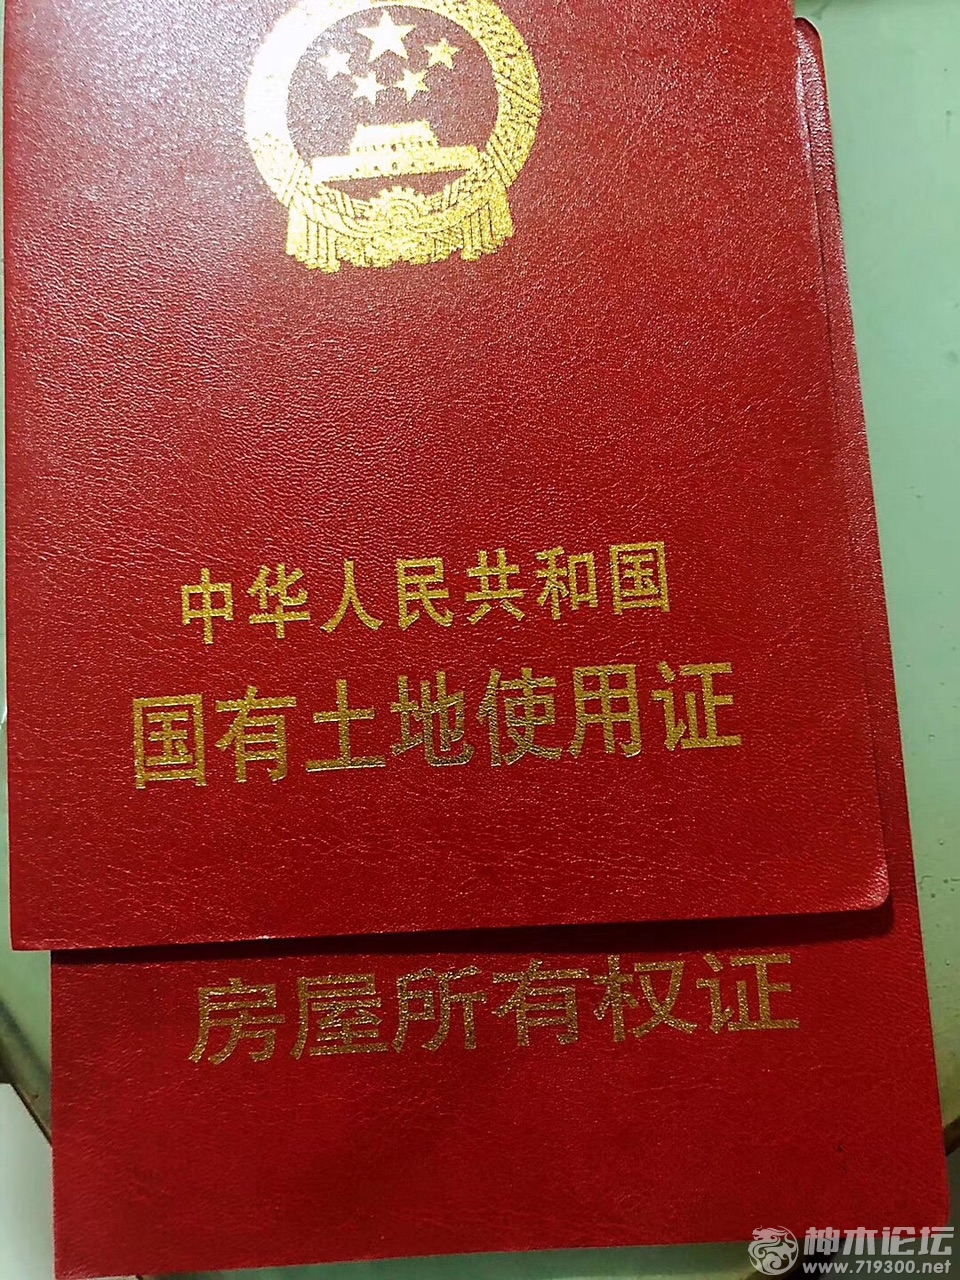 中华人民共和国
国有土地使用证
房屋所有权证
神木论坛
www.719300.net